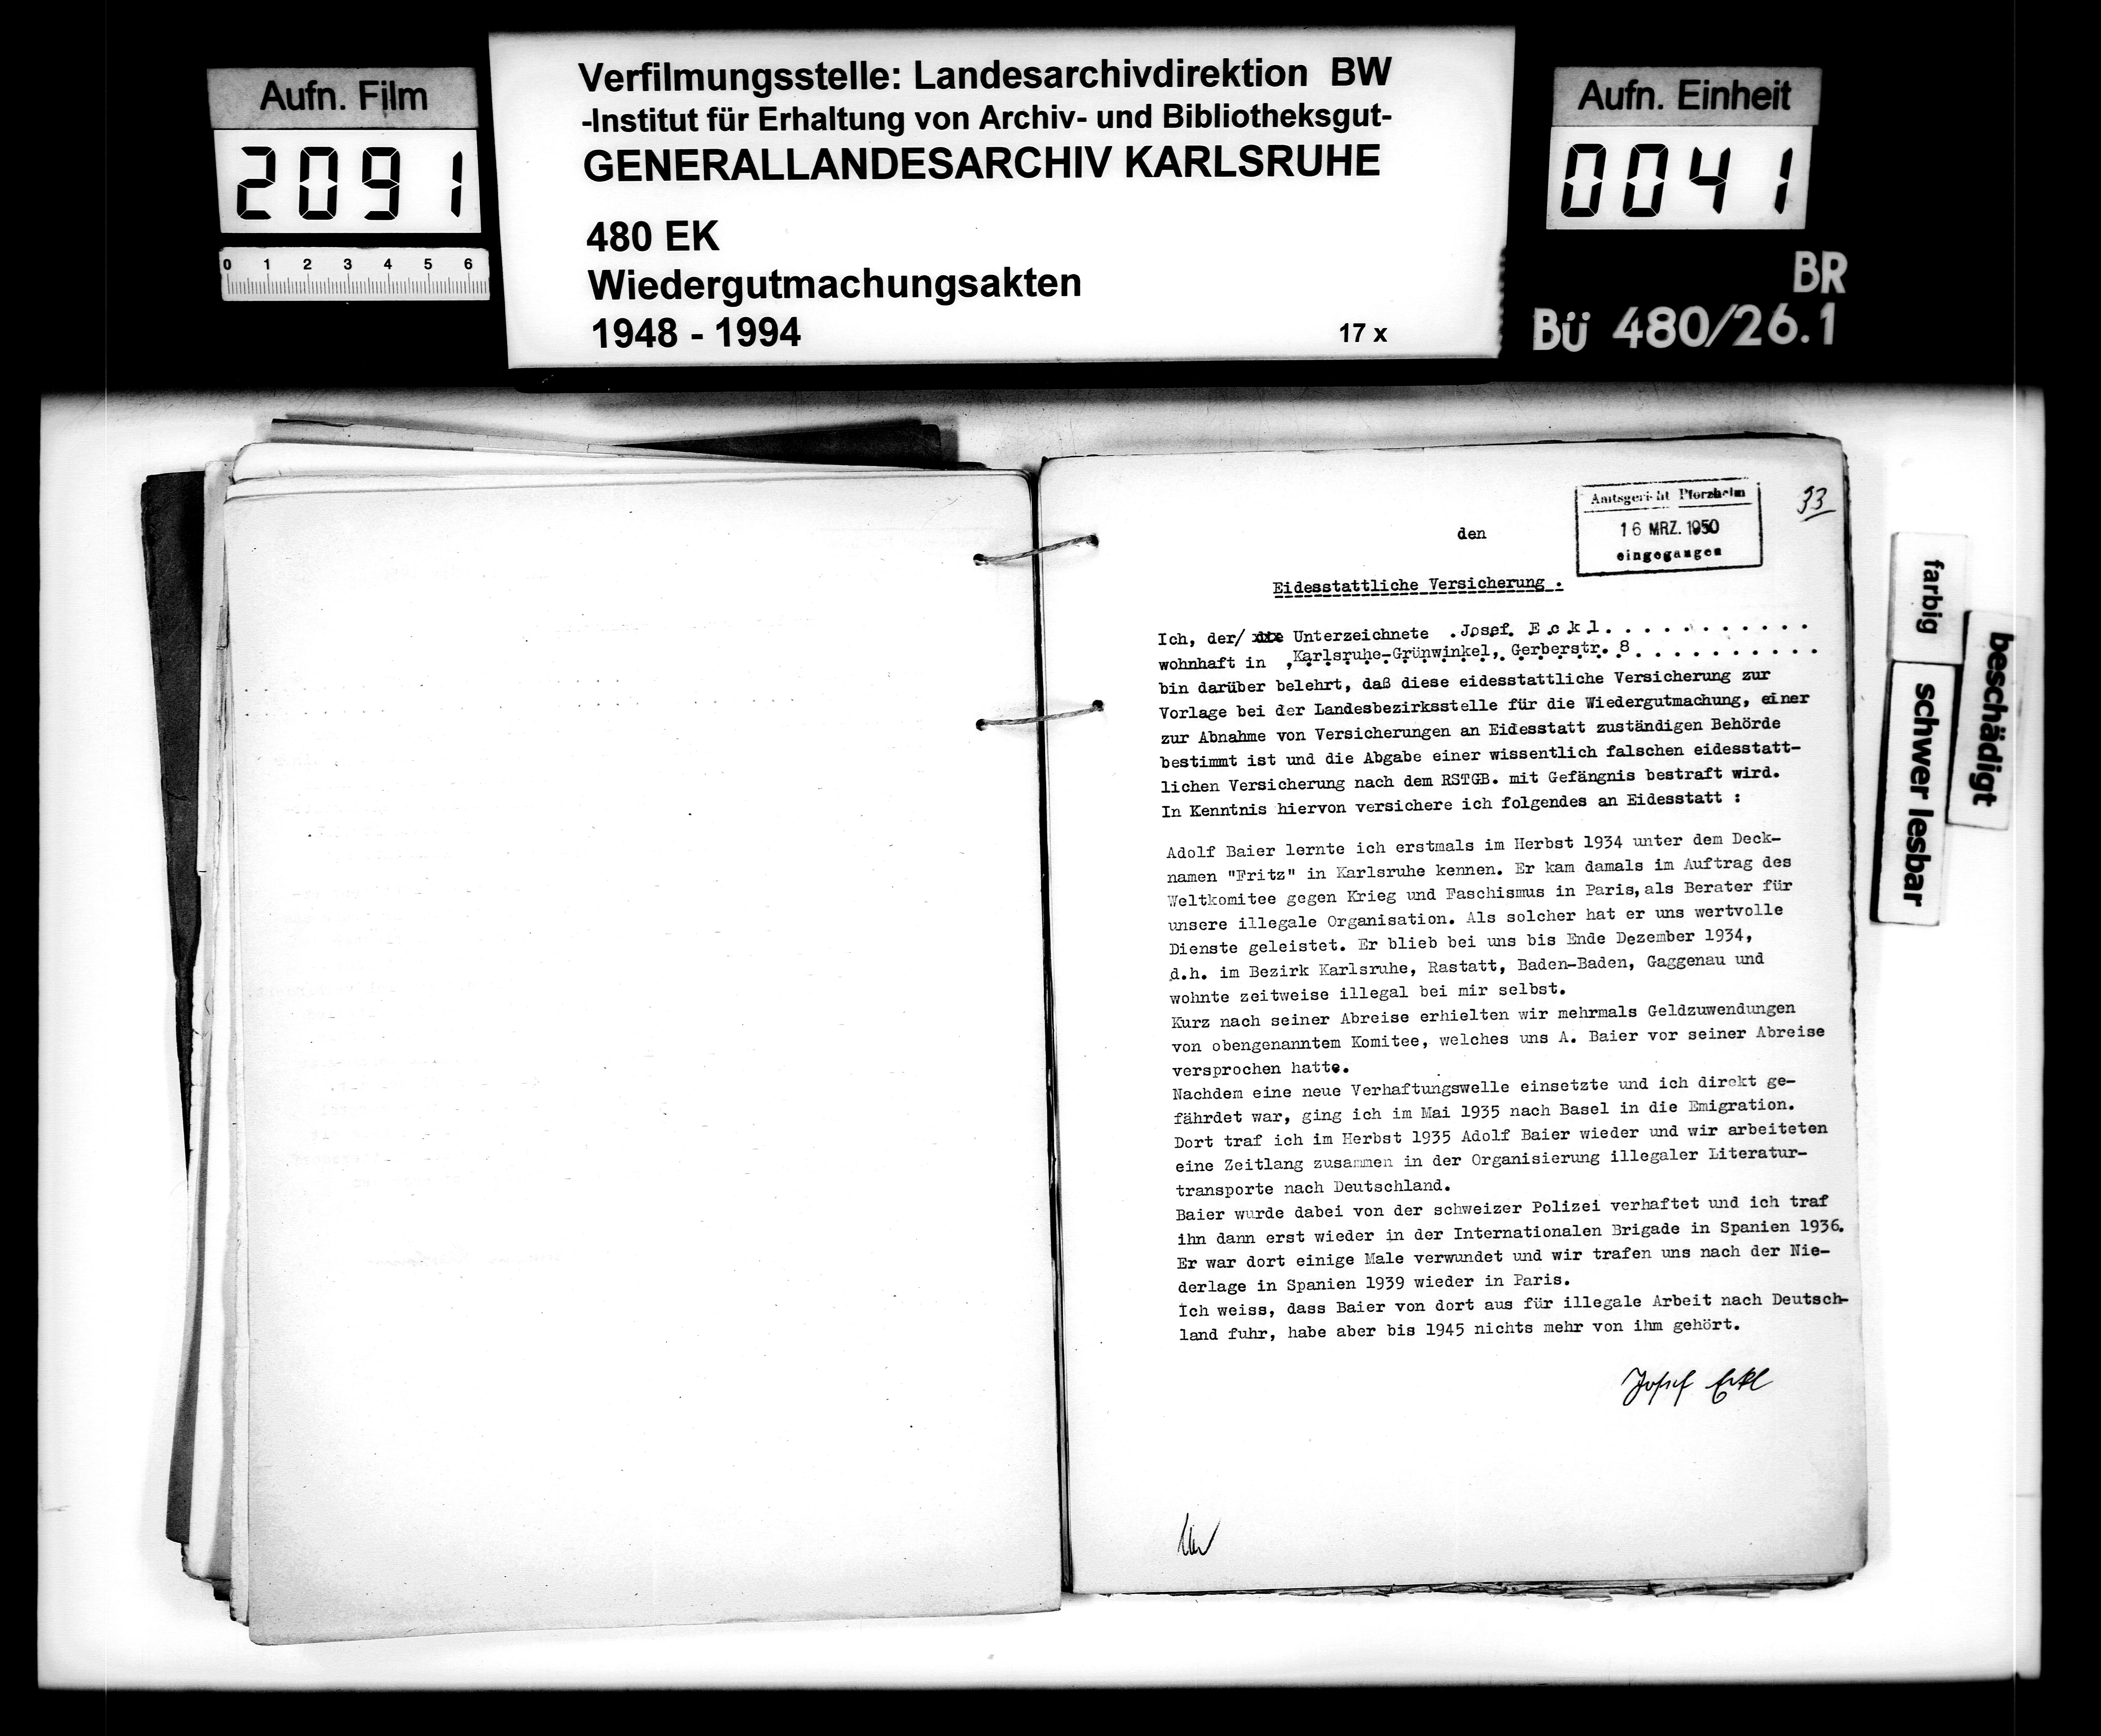 Aufn. Film
2091
0 1 2 3 4 5 6
Verfilmungsstelle: Landesarchivdirektion BW
-Institut für Erhaltung von Archiv- und Bibliotheksgut-
GENERALLANDESARCHIV KARLSRUHE
480 EK
Wiedergutmachungsakten
1948 - 1994
17 x
Aufn. Einheit
0041
BR
BÜ 480/26.1
farbig
schwer lesbar
beschädigt
Amtsgericht Pforzheim
16 MRZ. 1950
eingegangen
33
den
Eidesstattliche Versicherung .
Ich, der/ die Unterzeichnete . Josef E c k l . . . . . . . . . . .
wohnhaft in , Karlsruhe-Grünwinkel, Gerberstr. 8 . . . . . . . . . .
bin darüber belehrt, daß diese eidesstattliche Versicherung zur
Vorlage bei der Landesbezirksstelle für die Wiedergutmachung, einer
zur Abnahme von Versicherungen an Eidesstatt zuständigen Behörde
bestimmt ist und die Abgabe einer wissentlich falschen eidesstatt-
lichen Versicherung nach dem RSTGB. mit Gefängnis bestraft wird.
In Kenntnis hiervon versichere ich folgendes an Eidesstatt :
Adolf Baier lernte ich erstmals im Herbst 1934 unter dem Deck-
namen "Fritz" in Karlsruhe kennen. Er kam damals im Auftrag des
Weltkomitee gegen Krieg und Faschismus in Paris, als Berater für
unsere illegale Organisation. Als solcher hat er uns wertvolle
Dienste geleistet. Er blieb bei uns bis Ende Dezember 1934,
d.h. im Bezirk Karlsruhe, Rastatt, Baden-Baden, Gaggenau und
wohnte zeitweise illegal bei mir selbst.
Kurz nach seiner Abreise erhielten wir mehrmals Geldzuwendungen
von obengenanntem Komitee, welches uns A. Baier vor seiner Abreise
versprochen hatte.
Nachdem eine neue Verhaftungswelle einsetzte und ich direkt ge-
fährdet war, ging ich im Mai 1935 nach Basel in die Emigration.
Dort traf ich im Herbst 1935 Adolf Baier wieder und wir arbeiteten
eine Zeitlang zusammen in der Organisierung illegaler Literatur-
transporte nach Deutschland.
Baier wurde dabei von der schweizer Polizei verhaftet und ich traf
ihn dann erst wieder in der Internationalen Brigade in Spanien 1936.
Er war dort einige Male verwundet und wir trafen uns nach der Nie-
derlage in Spanien 1939 wieder in Paris.
Ich weiss, dass Baier von dort aus für illegale Arbeit nach Deutsch-
land fuhr, habe aber bis 1945 nichts mehr von ihm gehört.
Josef Eckl